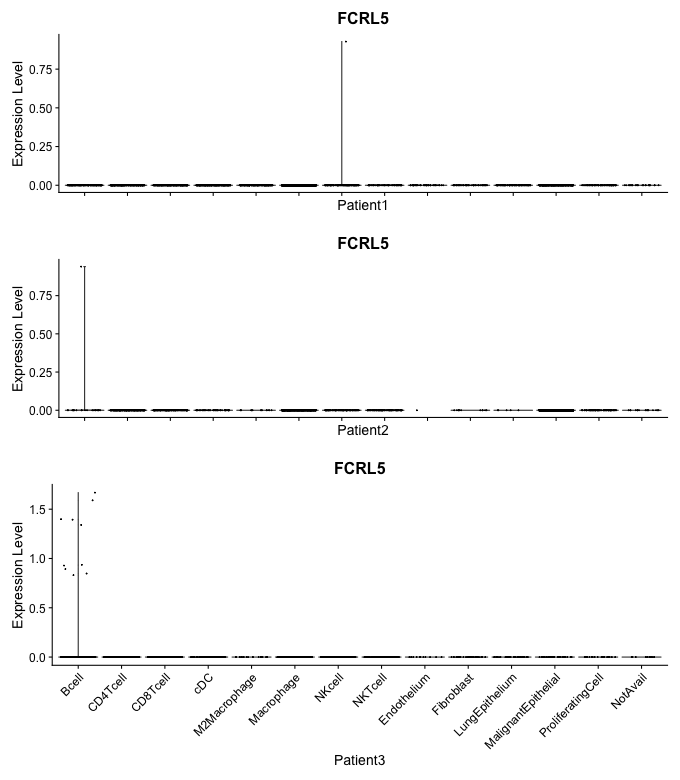 FCRL5
Expression Level
0.75
0.50
0.25
0.00
Patient1
FCRL5
Expression Level
0.75
0.50
0.25
0.00
Patient2
FCRL5
Expression Level
1.5
1.0
0.5
0.0
Bcell
CD4Tcell
CD8Tcell
cDC
M2Macrophage
Macrophage
NKcell
NKTcell
Endothelium
Fibroblast
LungEpithelium
MalignantEpithelial
ProliferatingCell
NotAvail
Patient3